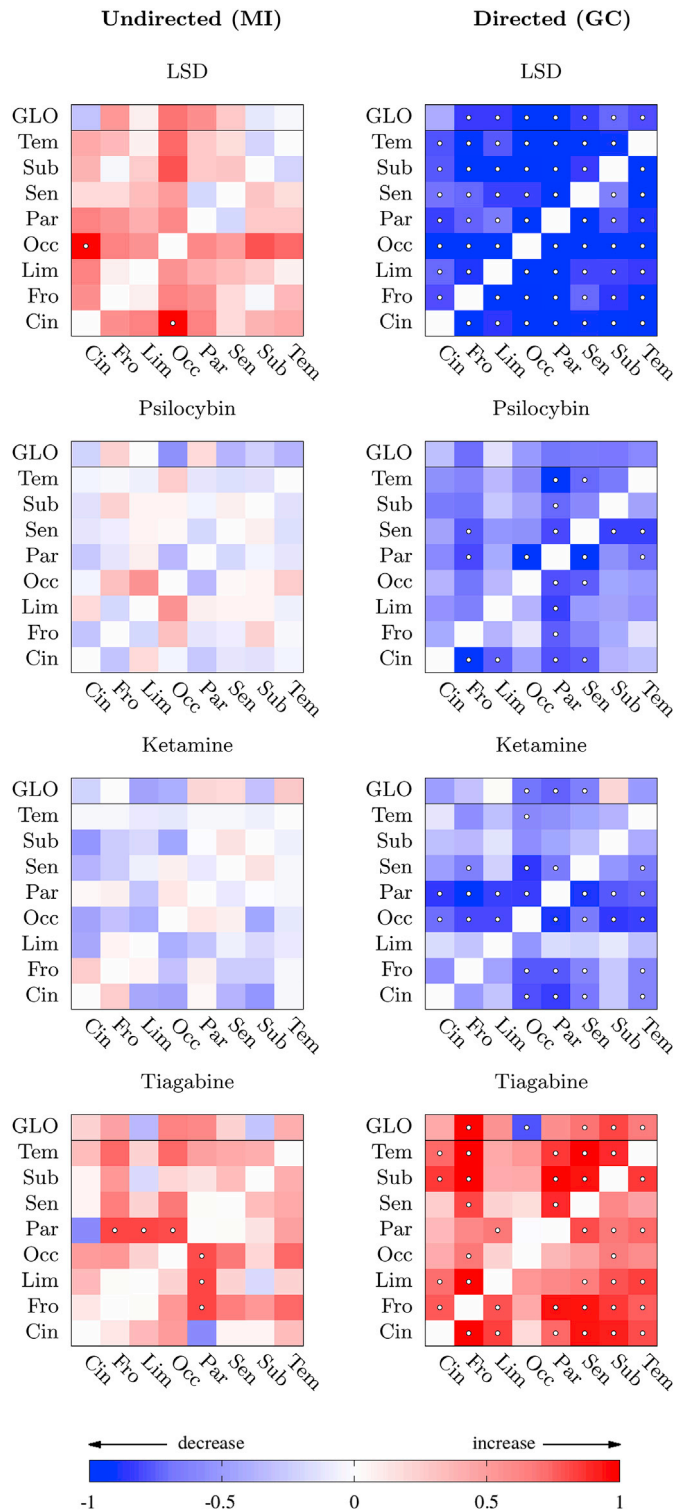 Undirected (MI) Directed (GC)
LSD LSD
GLO
Tem
Sub
Sen
Par
Occ
Lim
Fro
Cin
Cin Fro Lim Occ Par Sen Sub Tem
GLO
Tem
Sub
Sen
Par
Occ
Lim
Fro
Cin
Cin Fro Lim Occ Par Sen Sub Tem
Psilocybin Psilocybin
GLO
Tem
Sub
Sen
Par
Occ
Lim
Fro
Cin
Cin Fro Lim Occ Par Sen Sub Tem
GLO
Tem
Sub
Sen
Par
Occ
Lim
Fro
Cin
Cin Fro Lim Occ Par Sen Sub Tem
Ketamine Ketamine
GLO
Tem
Sub
Sen
Par
Occ
Lim
Fro
Cin
Cin Fro Lim Occ Par Sen Sub Tem
GLO
Tem
Sub
Sen
Par
Occ
Lim
Fro
Cin
Cin Fro Lim Occ Par Sen Sub Tem
Tiagabine Tiagabine
GLO
Tem
Sub
Sen
Par
Occ
Lim
Fro
Cin
Cin Fro Lim Occ Par Sen Sub Tem
GLO
Tem
Sub
Sen
Par
Occ
Lim
Fro
Cin
Cin Fro Lim Occ Par Sen Sub Tem
decrease increase
-1 -0.5 0 0.5 1